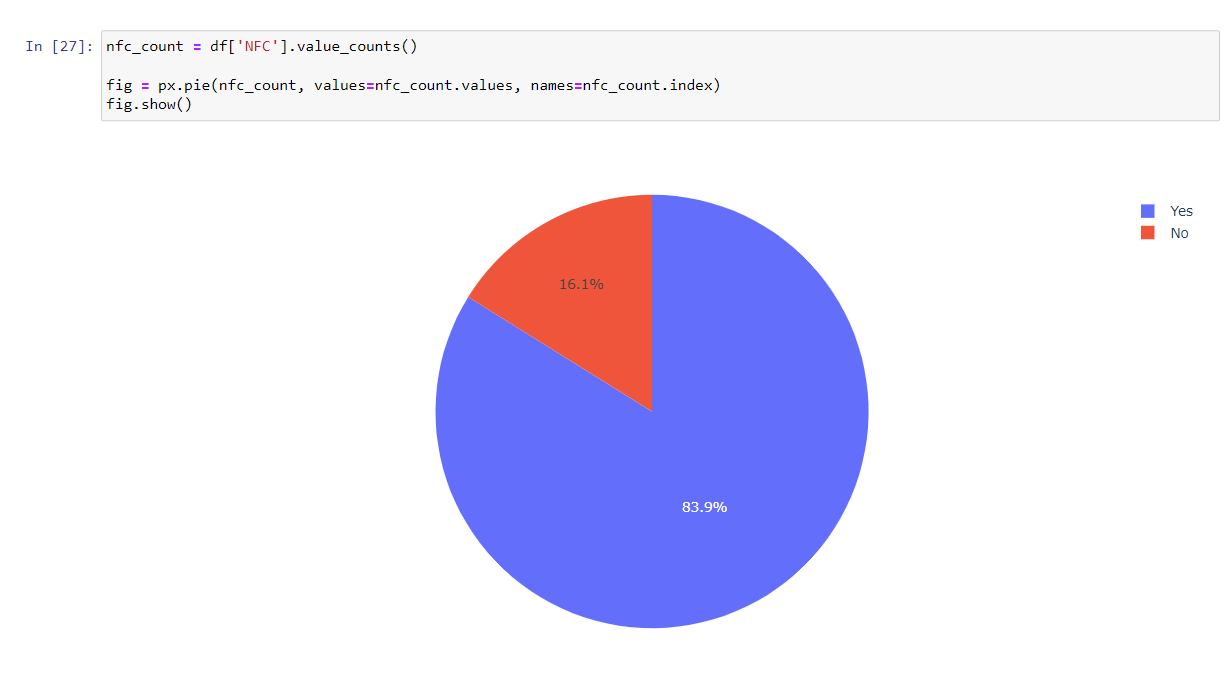 In [27]: nfc_count = df['NFC'].value_counts()
fig = px.pie(nfc_count, values=nfc_count.values, names=nfc_count.index)
fig.show()
Yes
No
16.1%
83.9%